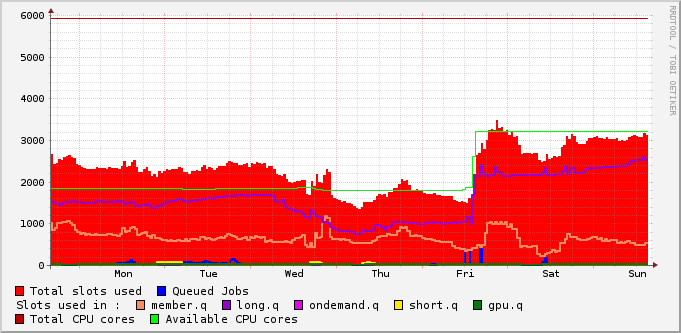 RRDTOOL / TOBI OETIKER
6000
5000
4000
3000
2000
1000
0
Mon Tue Wed Thu Fri Sat Sun
Total slots used Queued Jobs
Slots used in : member.q long.q ondemand.q short.q gpu.q
Total CPU cores Available CPU cores